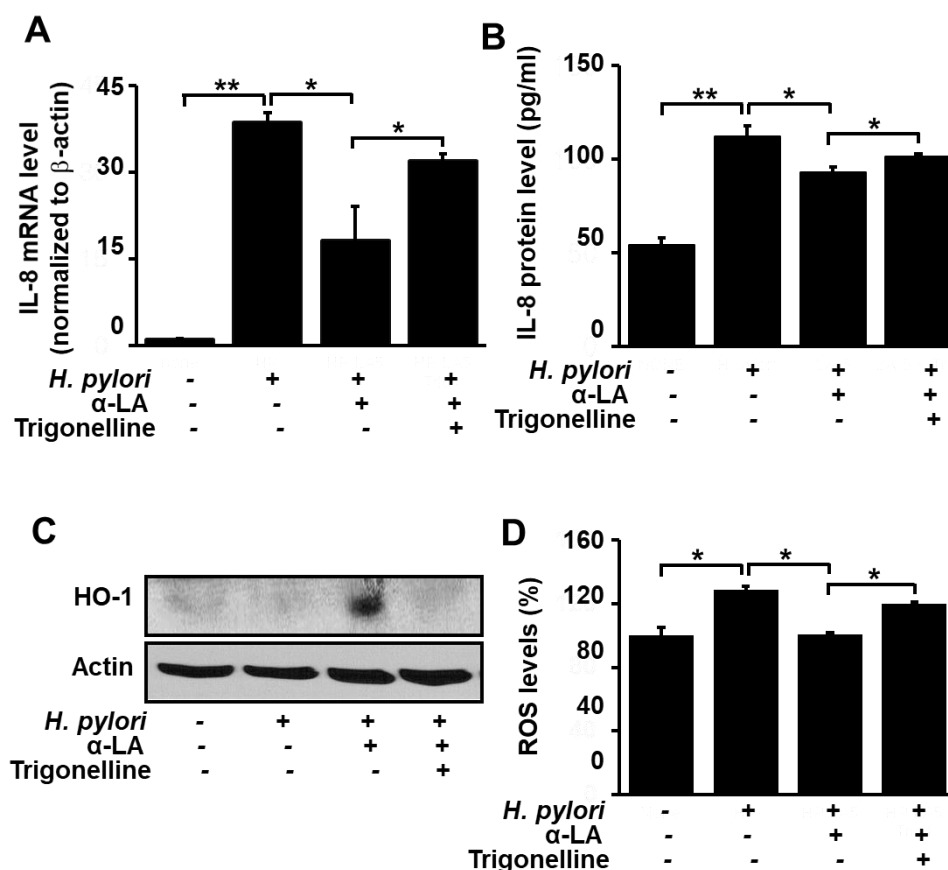 A
IL-8 mRNA level
(normalized to β-actin)
45
30
15
0
**
*
*
H. pylori - + + +
α-LA - - + +
Trigonelline - - - +
B
IL-8 protein level (pg/ml)
150
100
50
0
**
*
*
H. pylori - + + +
α-LA - - + +
Trigonelline - - - +
C
HO-1
Actin
H. pylori - + + +
α-LA - - + +
Trigonelline - - - +
D
ROS levels (%)
160
120
80
40
0
*
*
*
H. pylori - + + +
α-LA - - + +
Trigonelline - - - +